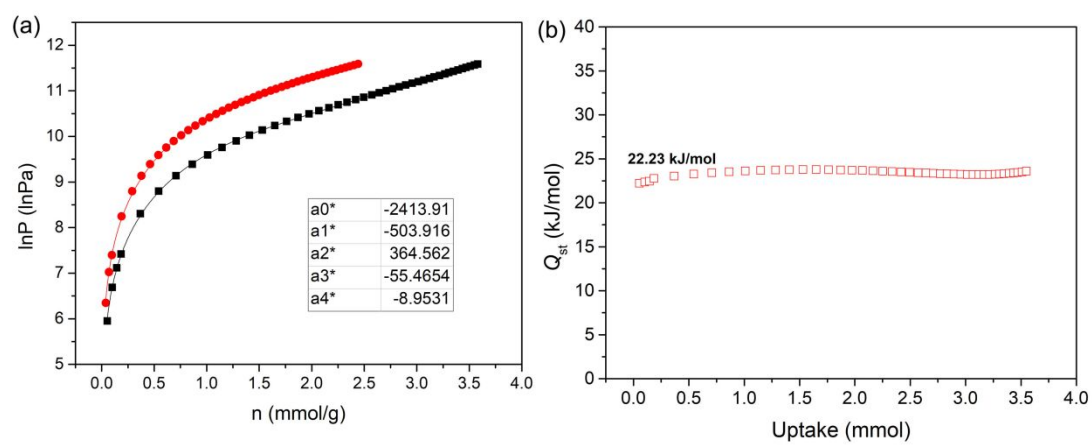 (a)
12
11
10
9
8
7
6
5
lnP (lnPa)
a0* -2413.91
a1* -503.916
a2* 364.562
a3* -55.4654
a4* -8.9531
0.0 0.5 1.0 1.5 2.0 2.5 3.0 3.5 4.0
n (mmol/g)
(b)
40
35
30
25
20
15
10
5
0
Qst (kJ/mol)
22.23 kJ/mol
0.0 0.5 1.0 1.5 2.0 2.5 3.0 3.5 4.0
Uptake (mmol)